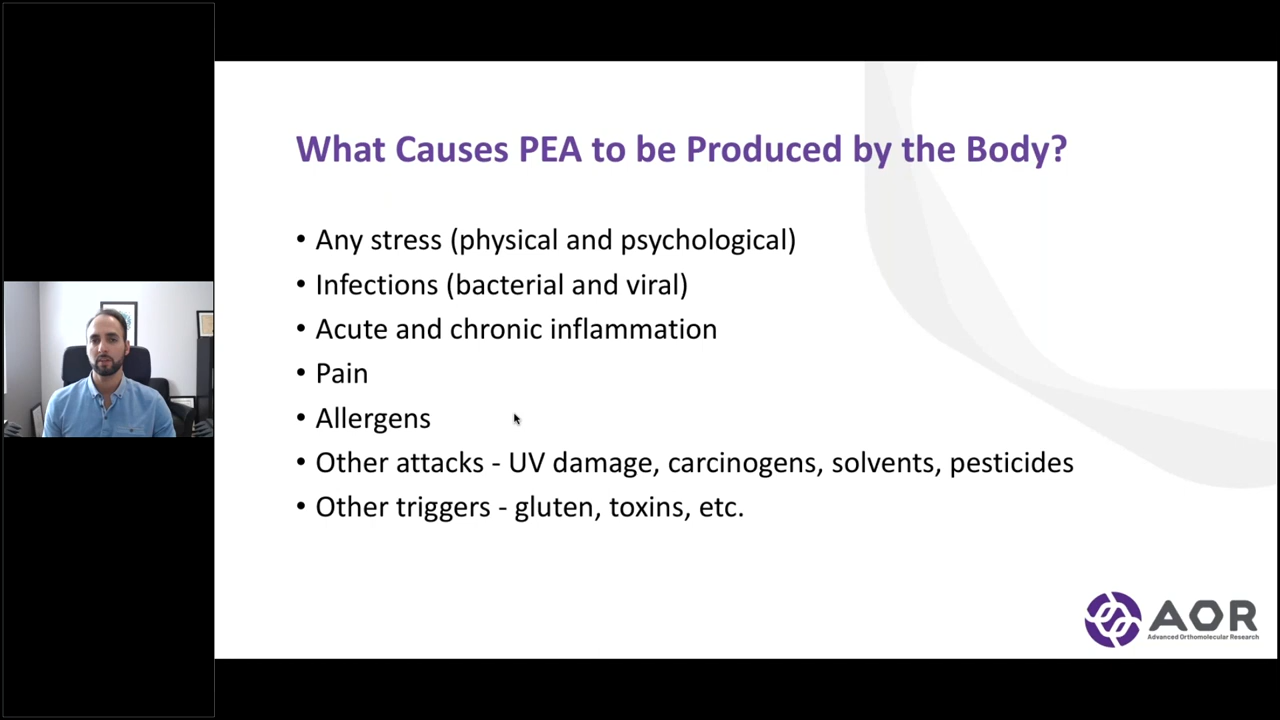 What Causes PEA to be Produced by the Body?
• Any stress (physical and psychological)
• Infections (bacterial and viral)
• Acute and chronic inflammation
• Pain
• Allergens
• Other attacks - UV damage, carcinogens, solvents, pesticides
• Other triggers - gluten, toxins, etc.
AOR
Advanced Orthomolecular Research